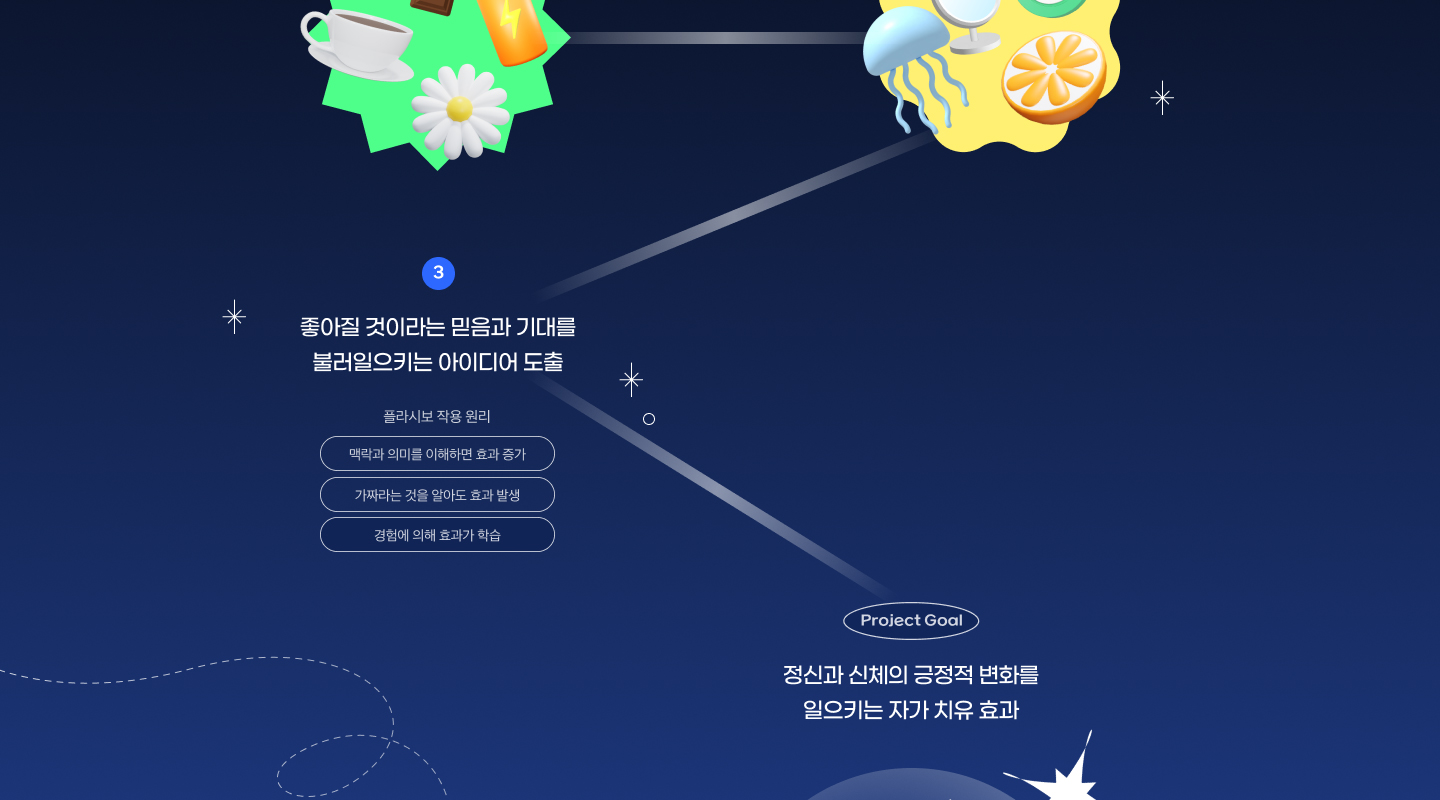 3
좋아질 것이라는 믿음과 기대를
불러일으키는 아이디어 도출
플라시보 작용 원리
맥락과 의미를 이해하면 효과 증가
가짜라는 것을 알아도 효과 발생
경험에 의해 효과가 학습
Project Goal
정신과 신체의 긍정적 변화를
일으키는 자가 치유 효과